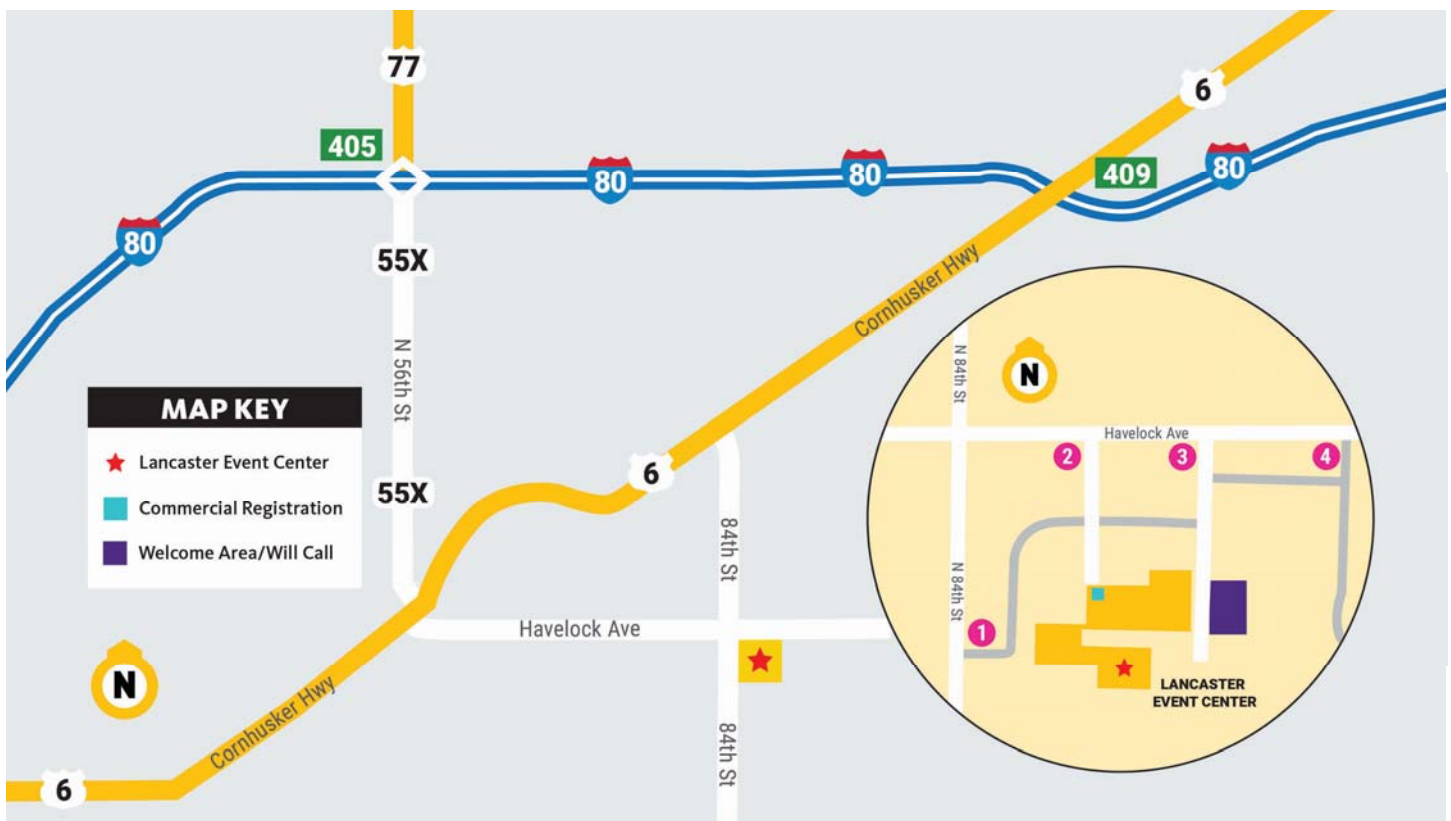 77
6
405
409
80
80
80
80
55X
Cornhusker Hwy
N 56th St
MAP KEY
Lancaster Event Center
Commercial Registration
Welcome Area/Will Call
55X
6
84th St
Havelock Ave
N
Cornhusker Hwy
84th St
6
N 84th St
N
Havelock Ave
2
3
4
N 84th St
1
LANCASTER
EVENT CENTER